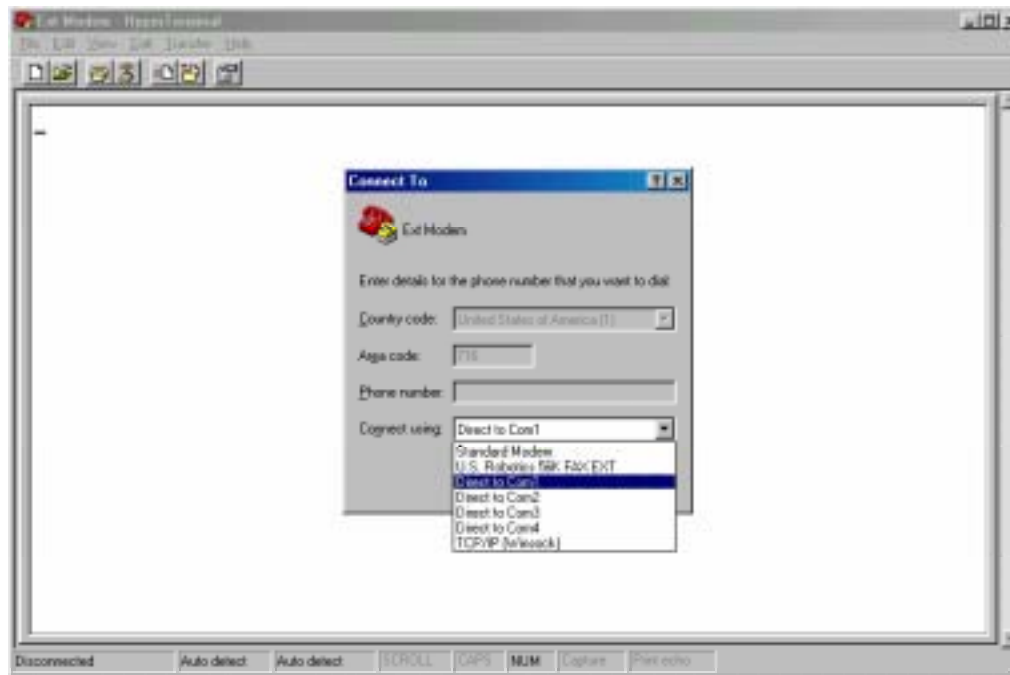 Ext Modem - HyperTerminal
File Edit View Call Transfer Help
Connect To
Ext Modem
Enter details for the phone number that you want to dial:
Country code: United States of America (1)
Area code: 716
Phone number:
Connect using: Direct to Com1
Standard Modem
U.S. Robotics 56K FAX EXT
Direct to Com1
Direct to Com2
Direct to Com3
Direct to Com4
TCP/IP (Winsock)
Disconnected Auto detect Auto detect SCROLL CAPS NUM Capture Print echo